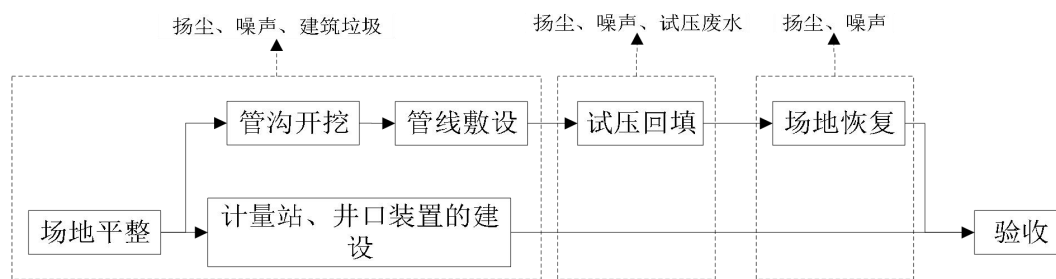 扬尘、噪声、建筑垃圾
扬尘、噪声、试压废水
扬尘、噪声
管沟开挖
管线敷设
试压回填
场地恢复
场地平整
计量站、井口装置的建
设
验收